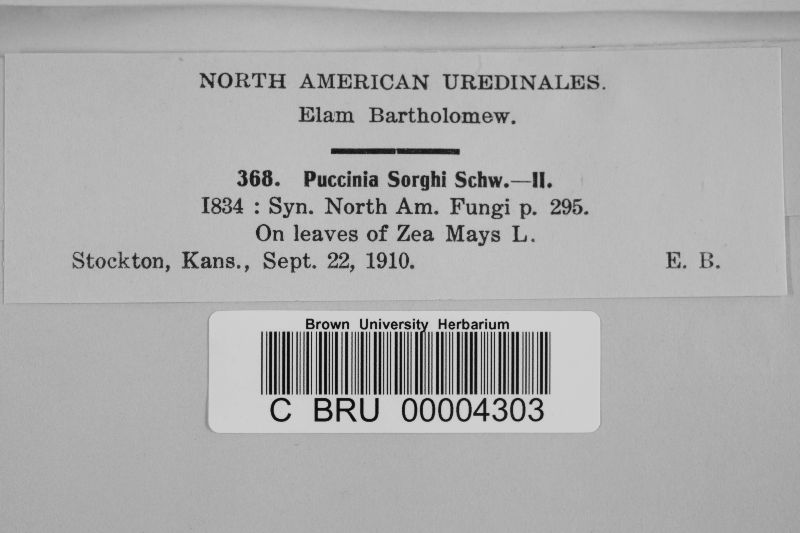 NORTH AMERICAN UREDINALES.
Elam Bartholomew.
368. Puccinia Sorghi Schw.—II.
1834 : Syn. North Am. Fungi p. 295.
On leaves of Zea Mays L.
Stockton, Kans., Sept. 22, 1910. E. B.
Brown University Herbarium
C BRU 00004303